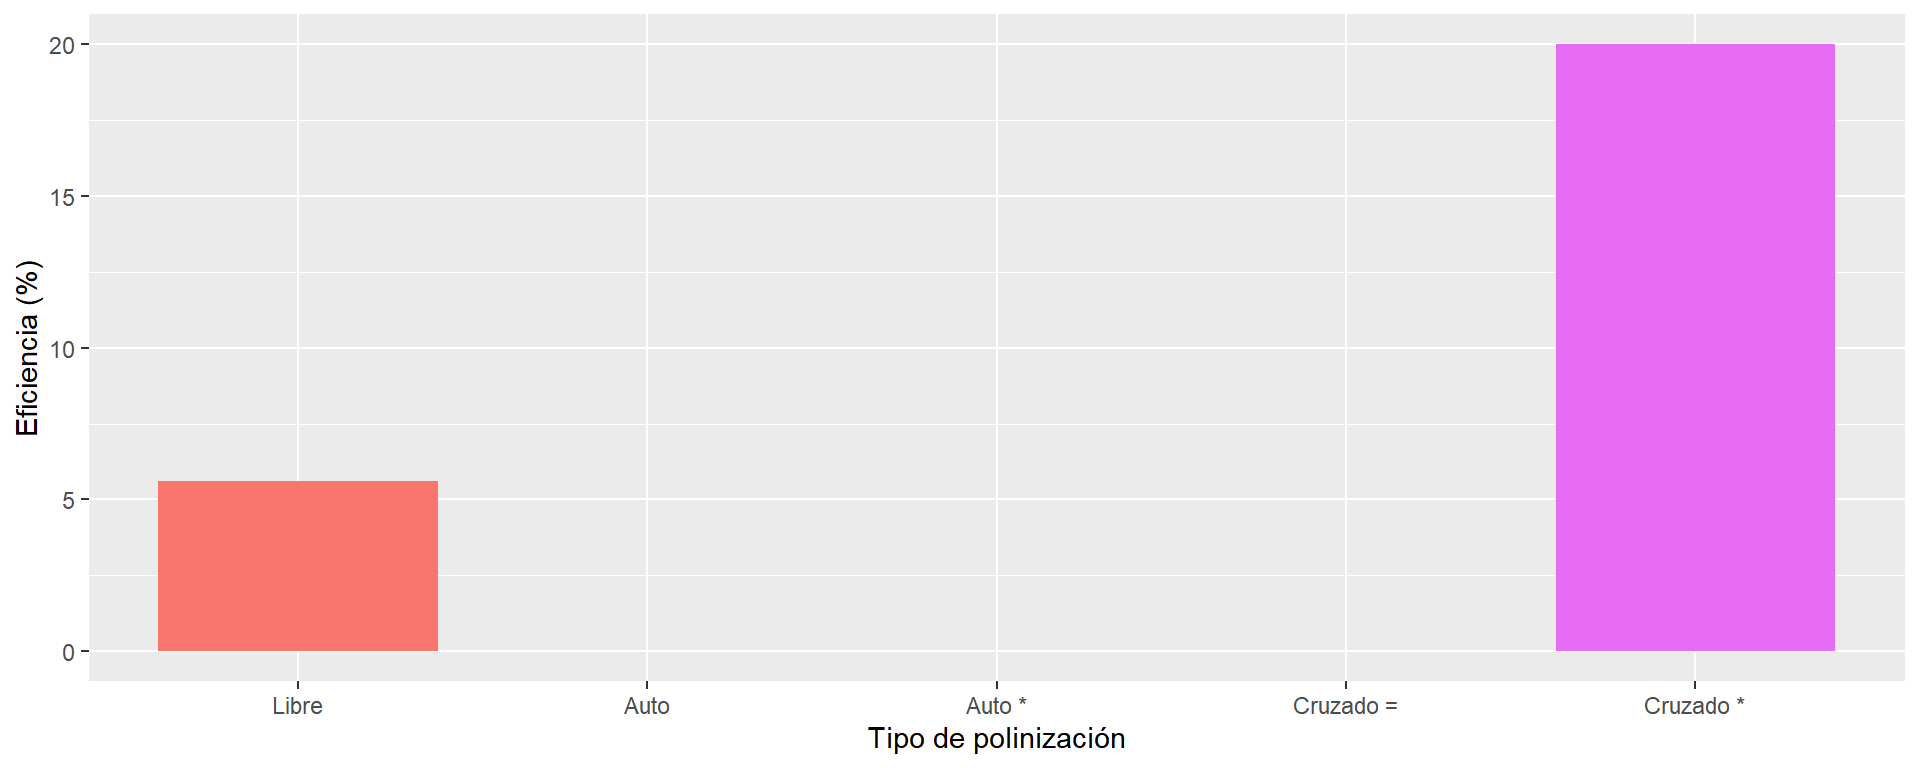 Eficiencia (%)
20
15
10
5
0
Libre
Auto
Auto *
Cruzado =
Cruzado *
Tipo de polinización